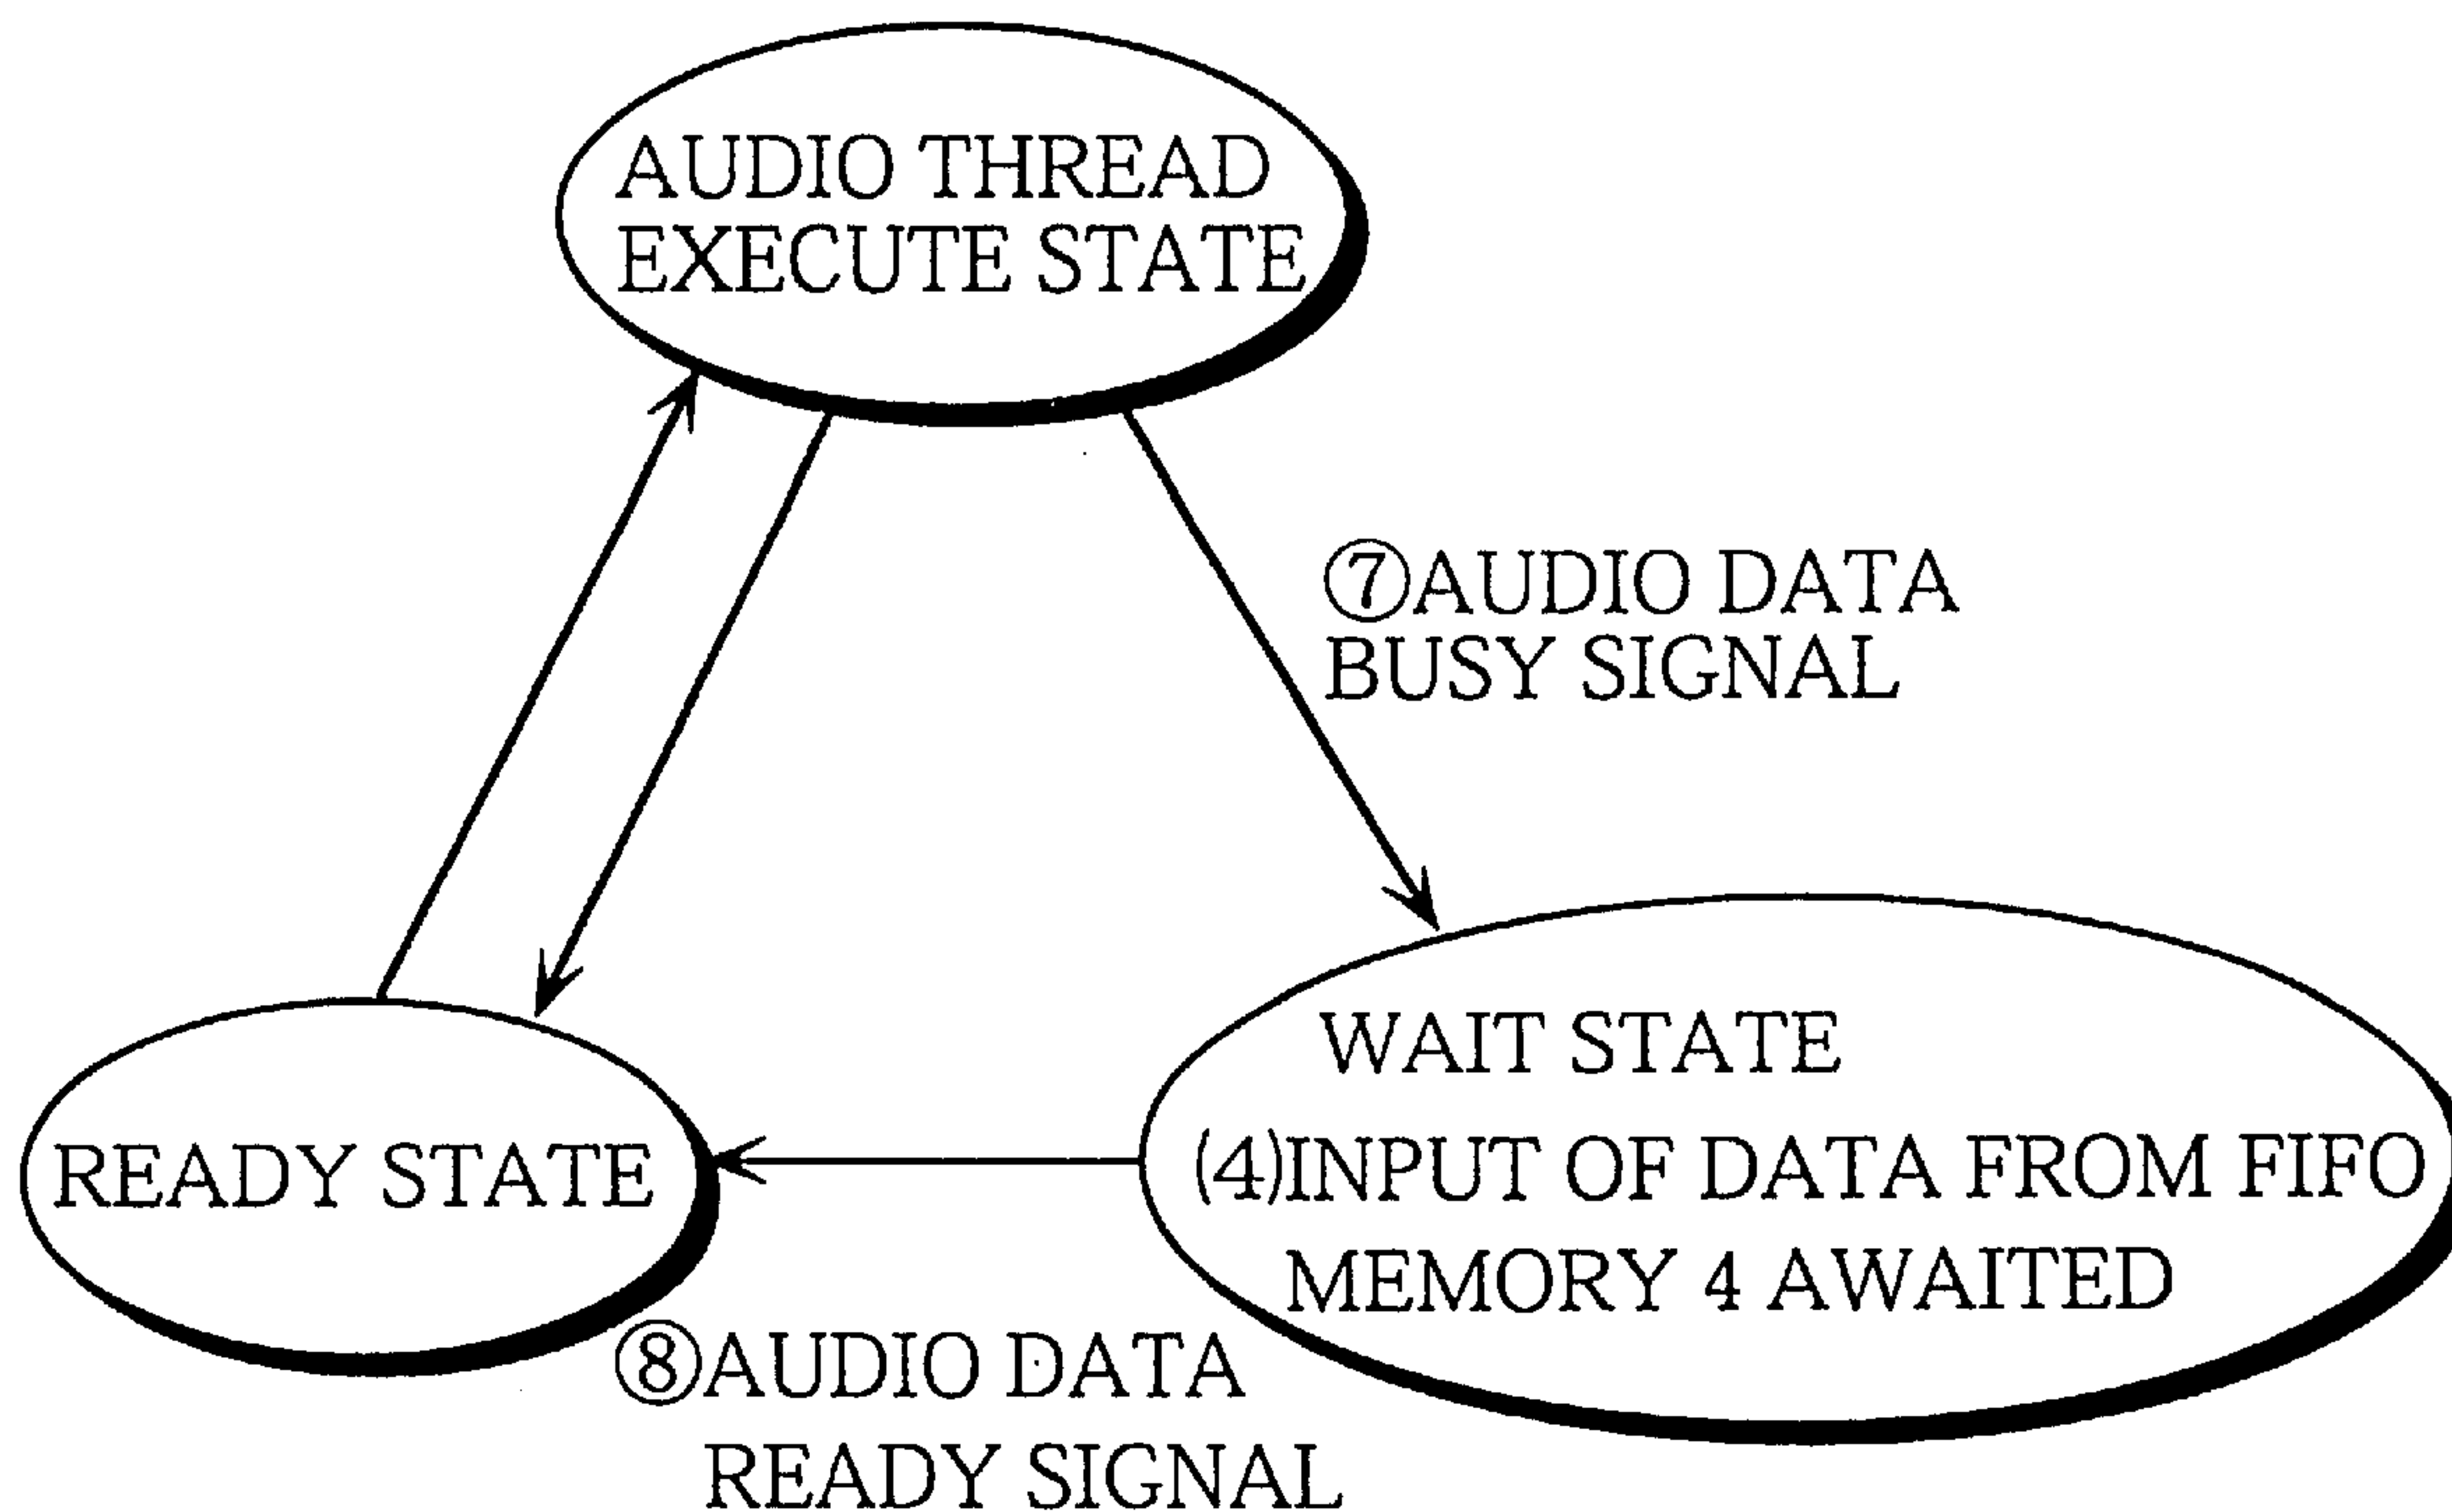 AUDIO THREAD
EXECUTE STATE
⑦AUDIO DATA
BUSY SIGNAL
WAIT STATE
(4)INPUT OF DATA FROM FIFO
MEMORY 4 AWAITED
READY STATE
⑧AUDIO DATA
READY SIGNAL